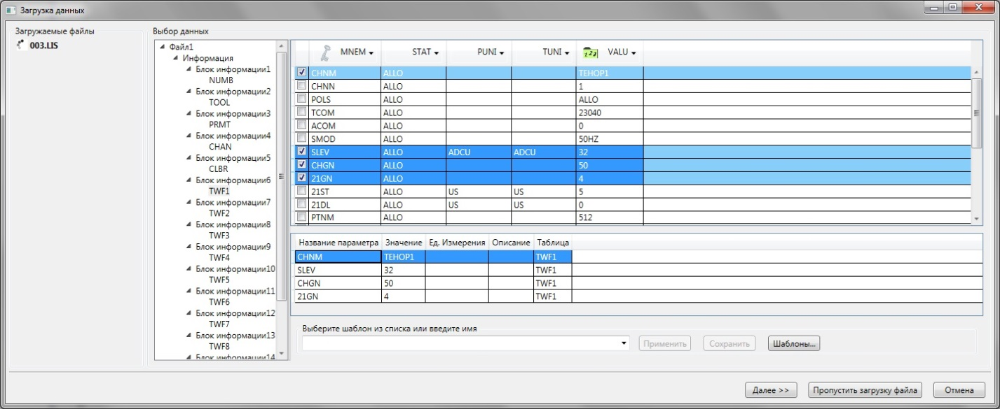 Загрузка данных
Загружаемые файлы
003.LIS
Выбор данных
Файл1
Информация
Блок информации1
NUMB
Блок информации2
TOOL
Блок информации3
PRMT
Блок информации4
CHAN
Блок информации5
CLBR
Блок информации6
TWF1
Блок информации7
TWF2
Блок информации8
TWF3
Блок информации9
TWF4
Блок информации10
TWF5
Блок информации11
TWF6
Блок информации12
TWF7
Блок информации13
TWF8
Блок информации14
MNEM STAT PUNI TUNI 123 VALU
CHNM ALLO TEHOP1
CHNN ALLO 1
POLS ALLO ALLO
TCOM ALLO 23040
ACOM ALLO 0
SMOD ALLO 50HZ
SLEV ALLO ADCU ADCU 32
CHGN ALLO 50
21GN ALLO 4
21ST ALLO US US 5
21DL ALLO US US 0
PTNM ALLO 512
Название параметра Значение Ед. Измерения Описание Таблица
CHNM TEHOP1 TWF1
SLEV 32 TWF1
CHGN 50 TWF1
21GN 4 TWF1
Выберите шаблон из списка или введите имя
Применить Сохранить Шаблоны...
Далее >> Пропустить загрузку файла Отмена